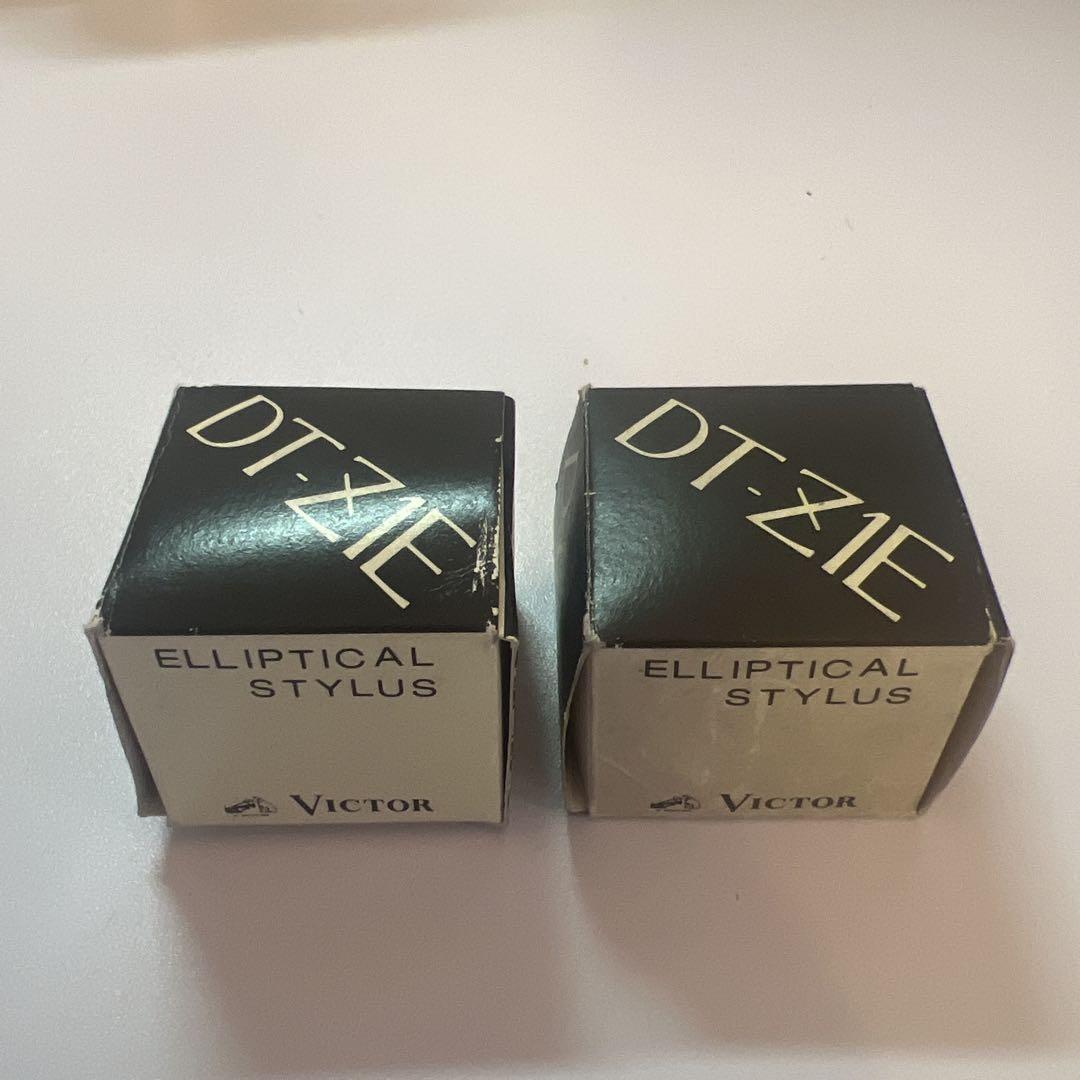 DT-Z1E
ELLIPTICAL
STYLUS
VICTOR
DT-Z1E
ELLIPTICAL
STYLUS
VICTOR